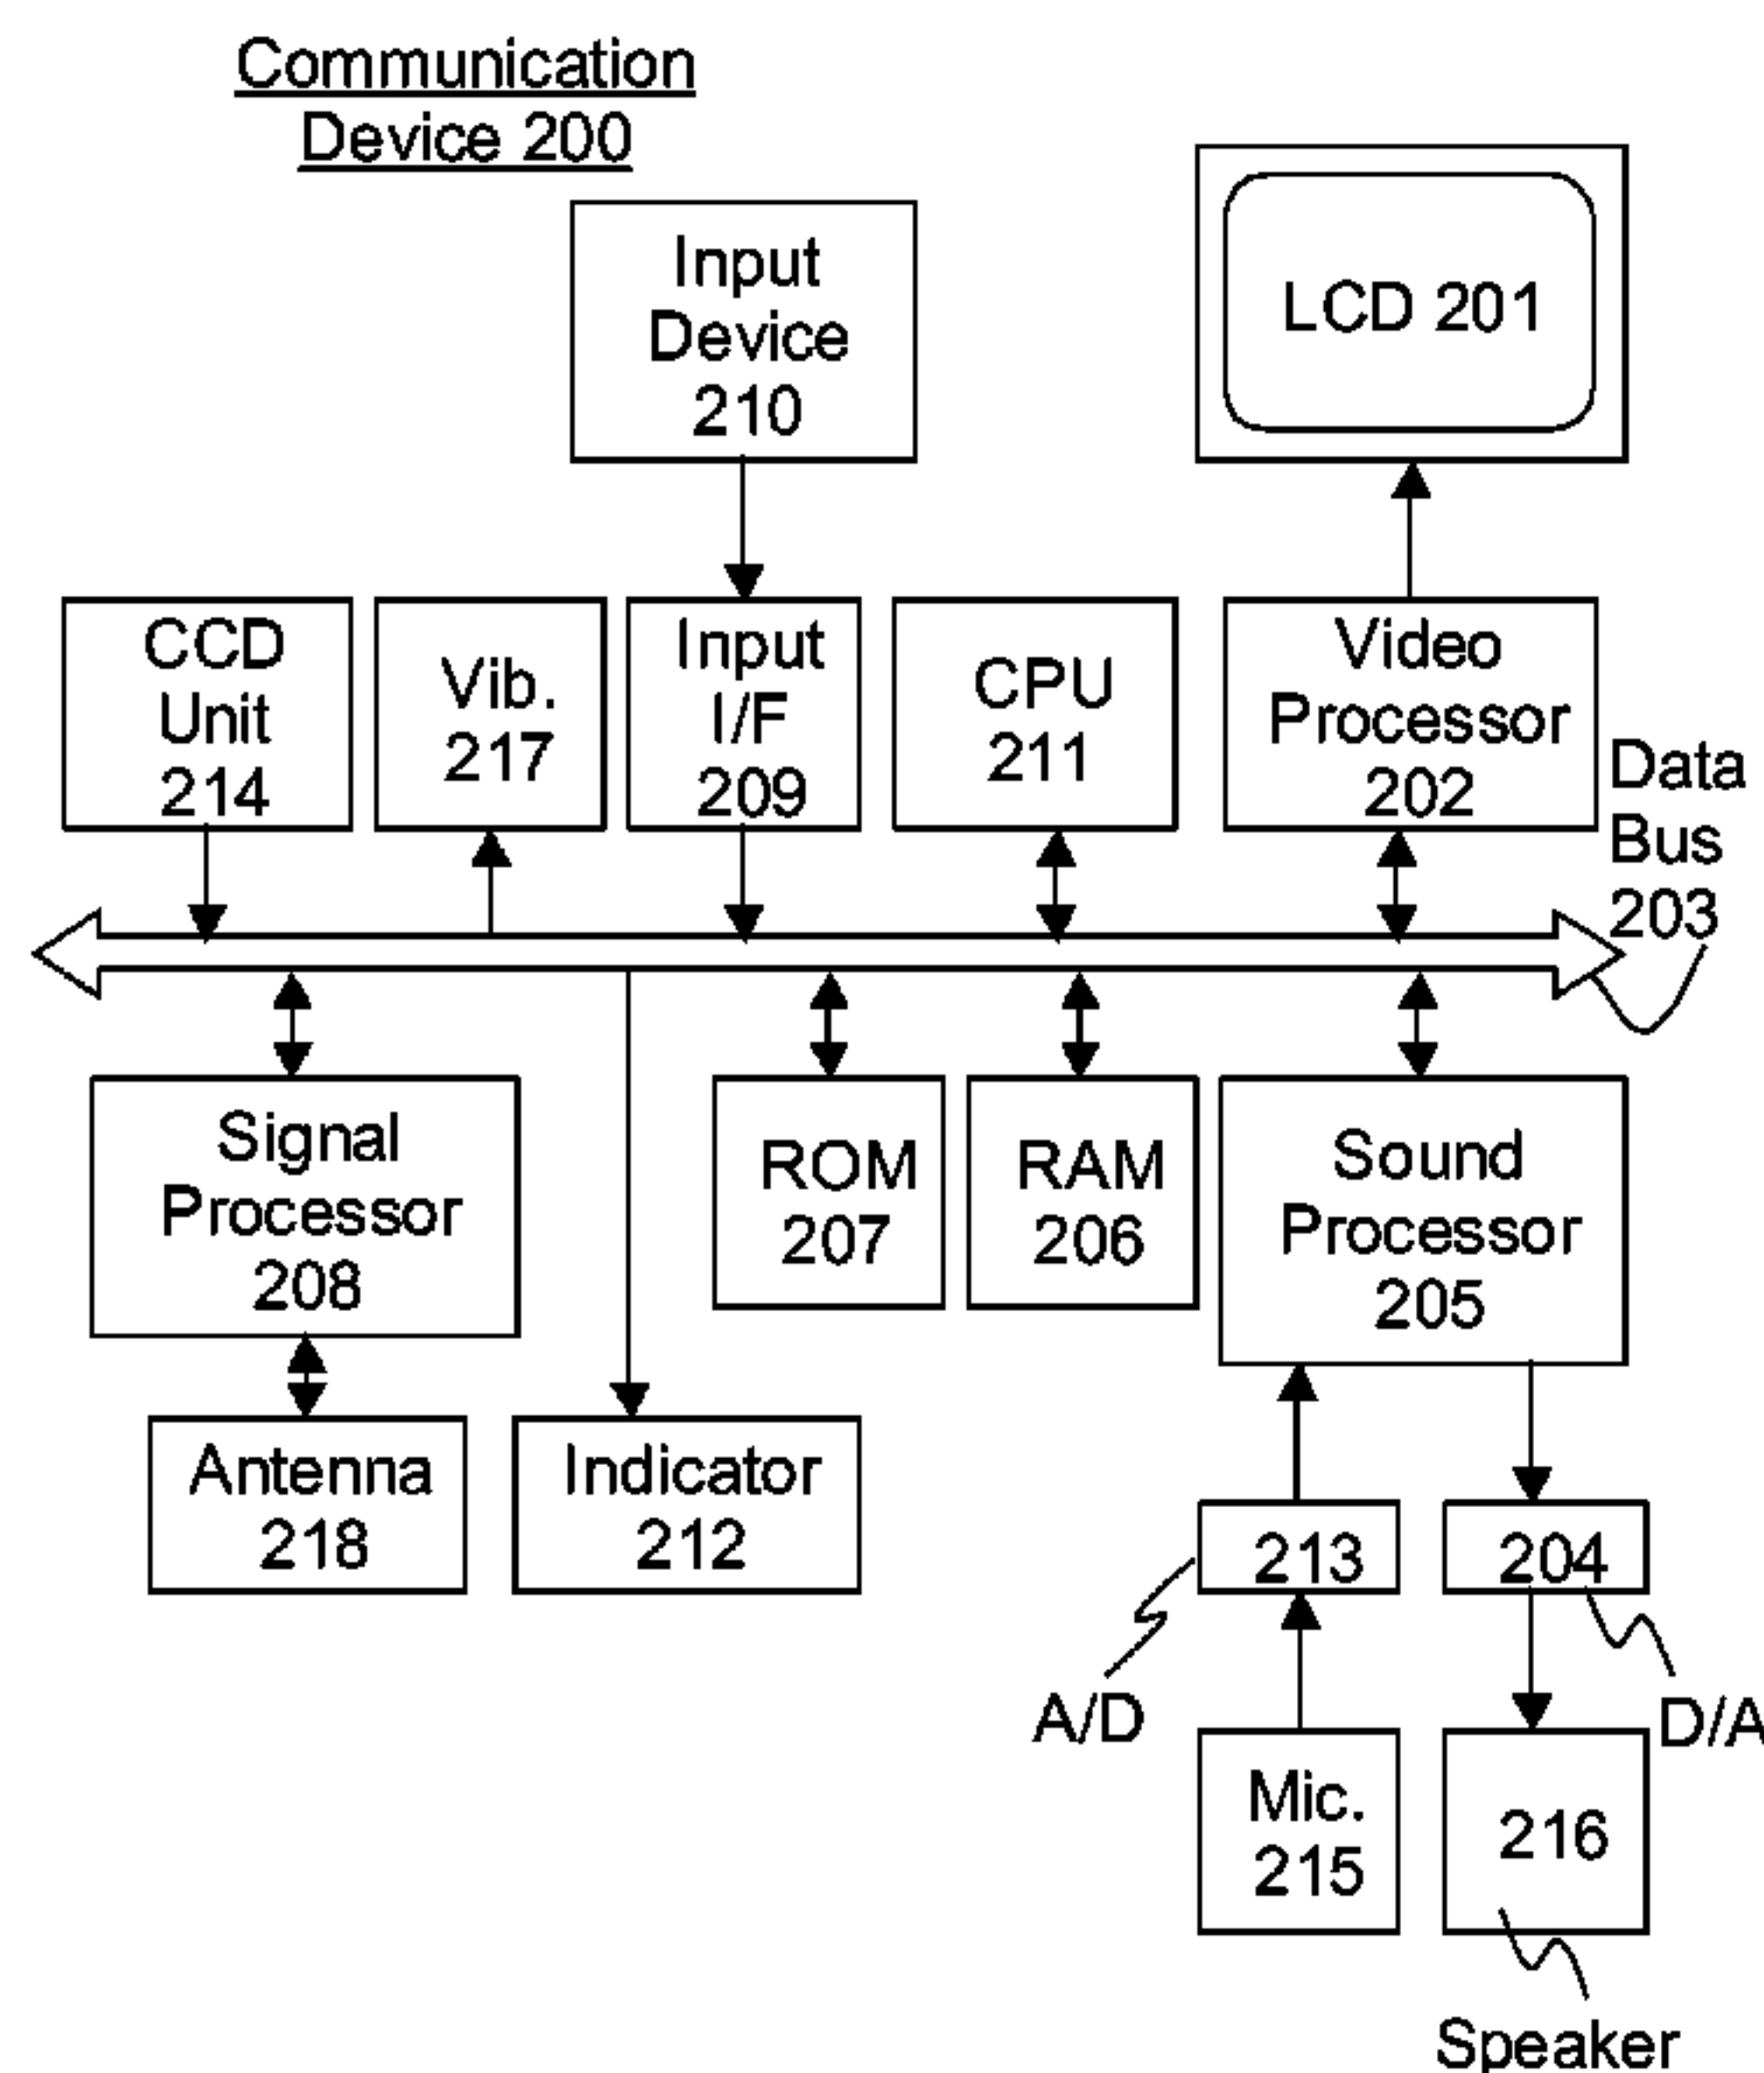 Communication
Device 200
Input
Device
210
LCD 201
CCD
Unit
214
Vib.
217
Input
I/F
209
CPU
211
Video
Processor
202
Data
Bus
203
Signal
Processor
208
ROM
207
RAM
206
Sound
Processor
205
Antenna
218
Indicator
212
213
204
A/D
D/A
Mic.
215
216
Speaker